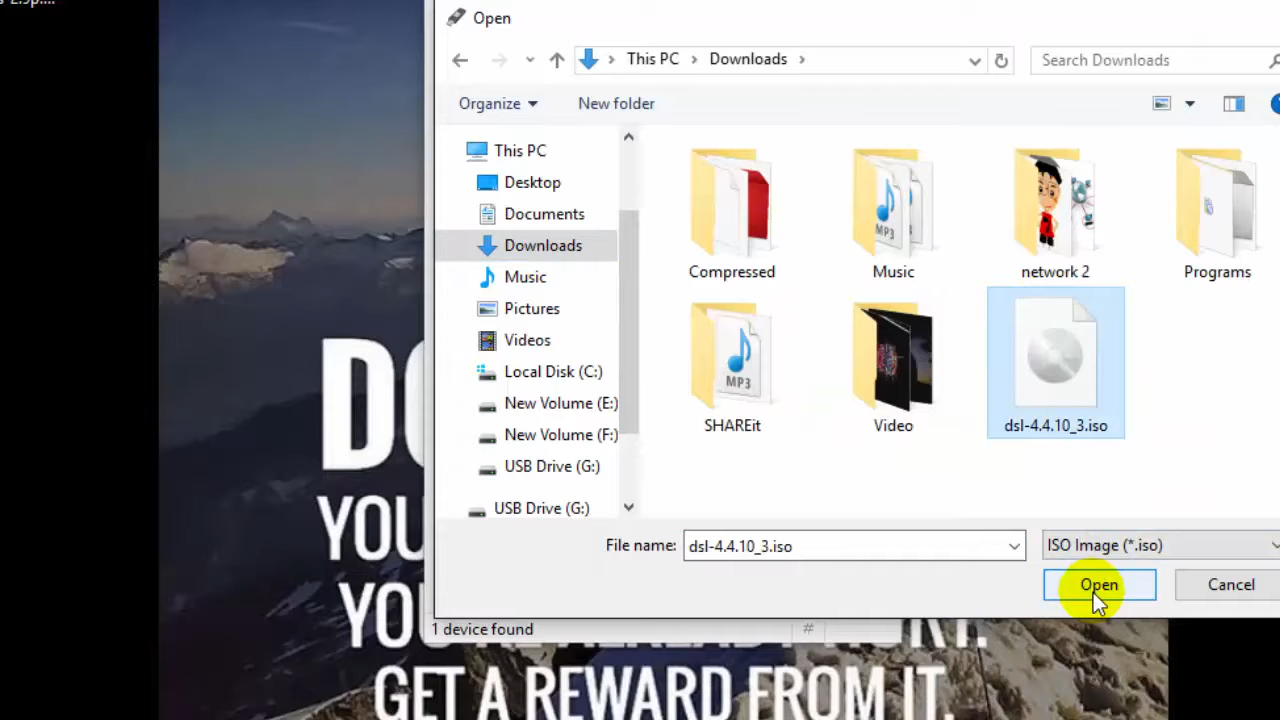 Open
This PC > Downloads >
Search Downloads
Organize
New folder
This PC
Desktop
Documents
Downloads
Music
Pictures
Videos
Local Disk (C:)
New Volume (E:)
New Volume (F:)
USB Drive (G:)
USB Drive (G:)
Compressed
Music
network 2
Programs
MP3
SHAREit
Video
dsl-4.4.10_3.iso
MP3
File name: dsl-4.4.10_3.iso
ISO Image (*.iso)
Open
Cancel
1 device found
#
GET A REWARD FROM IT.